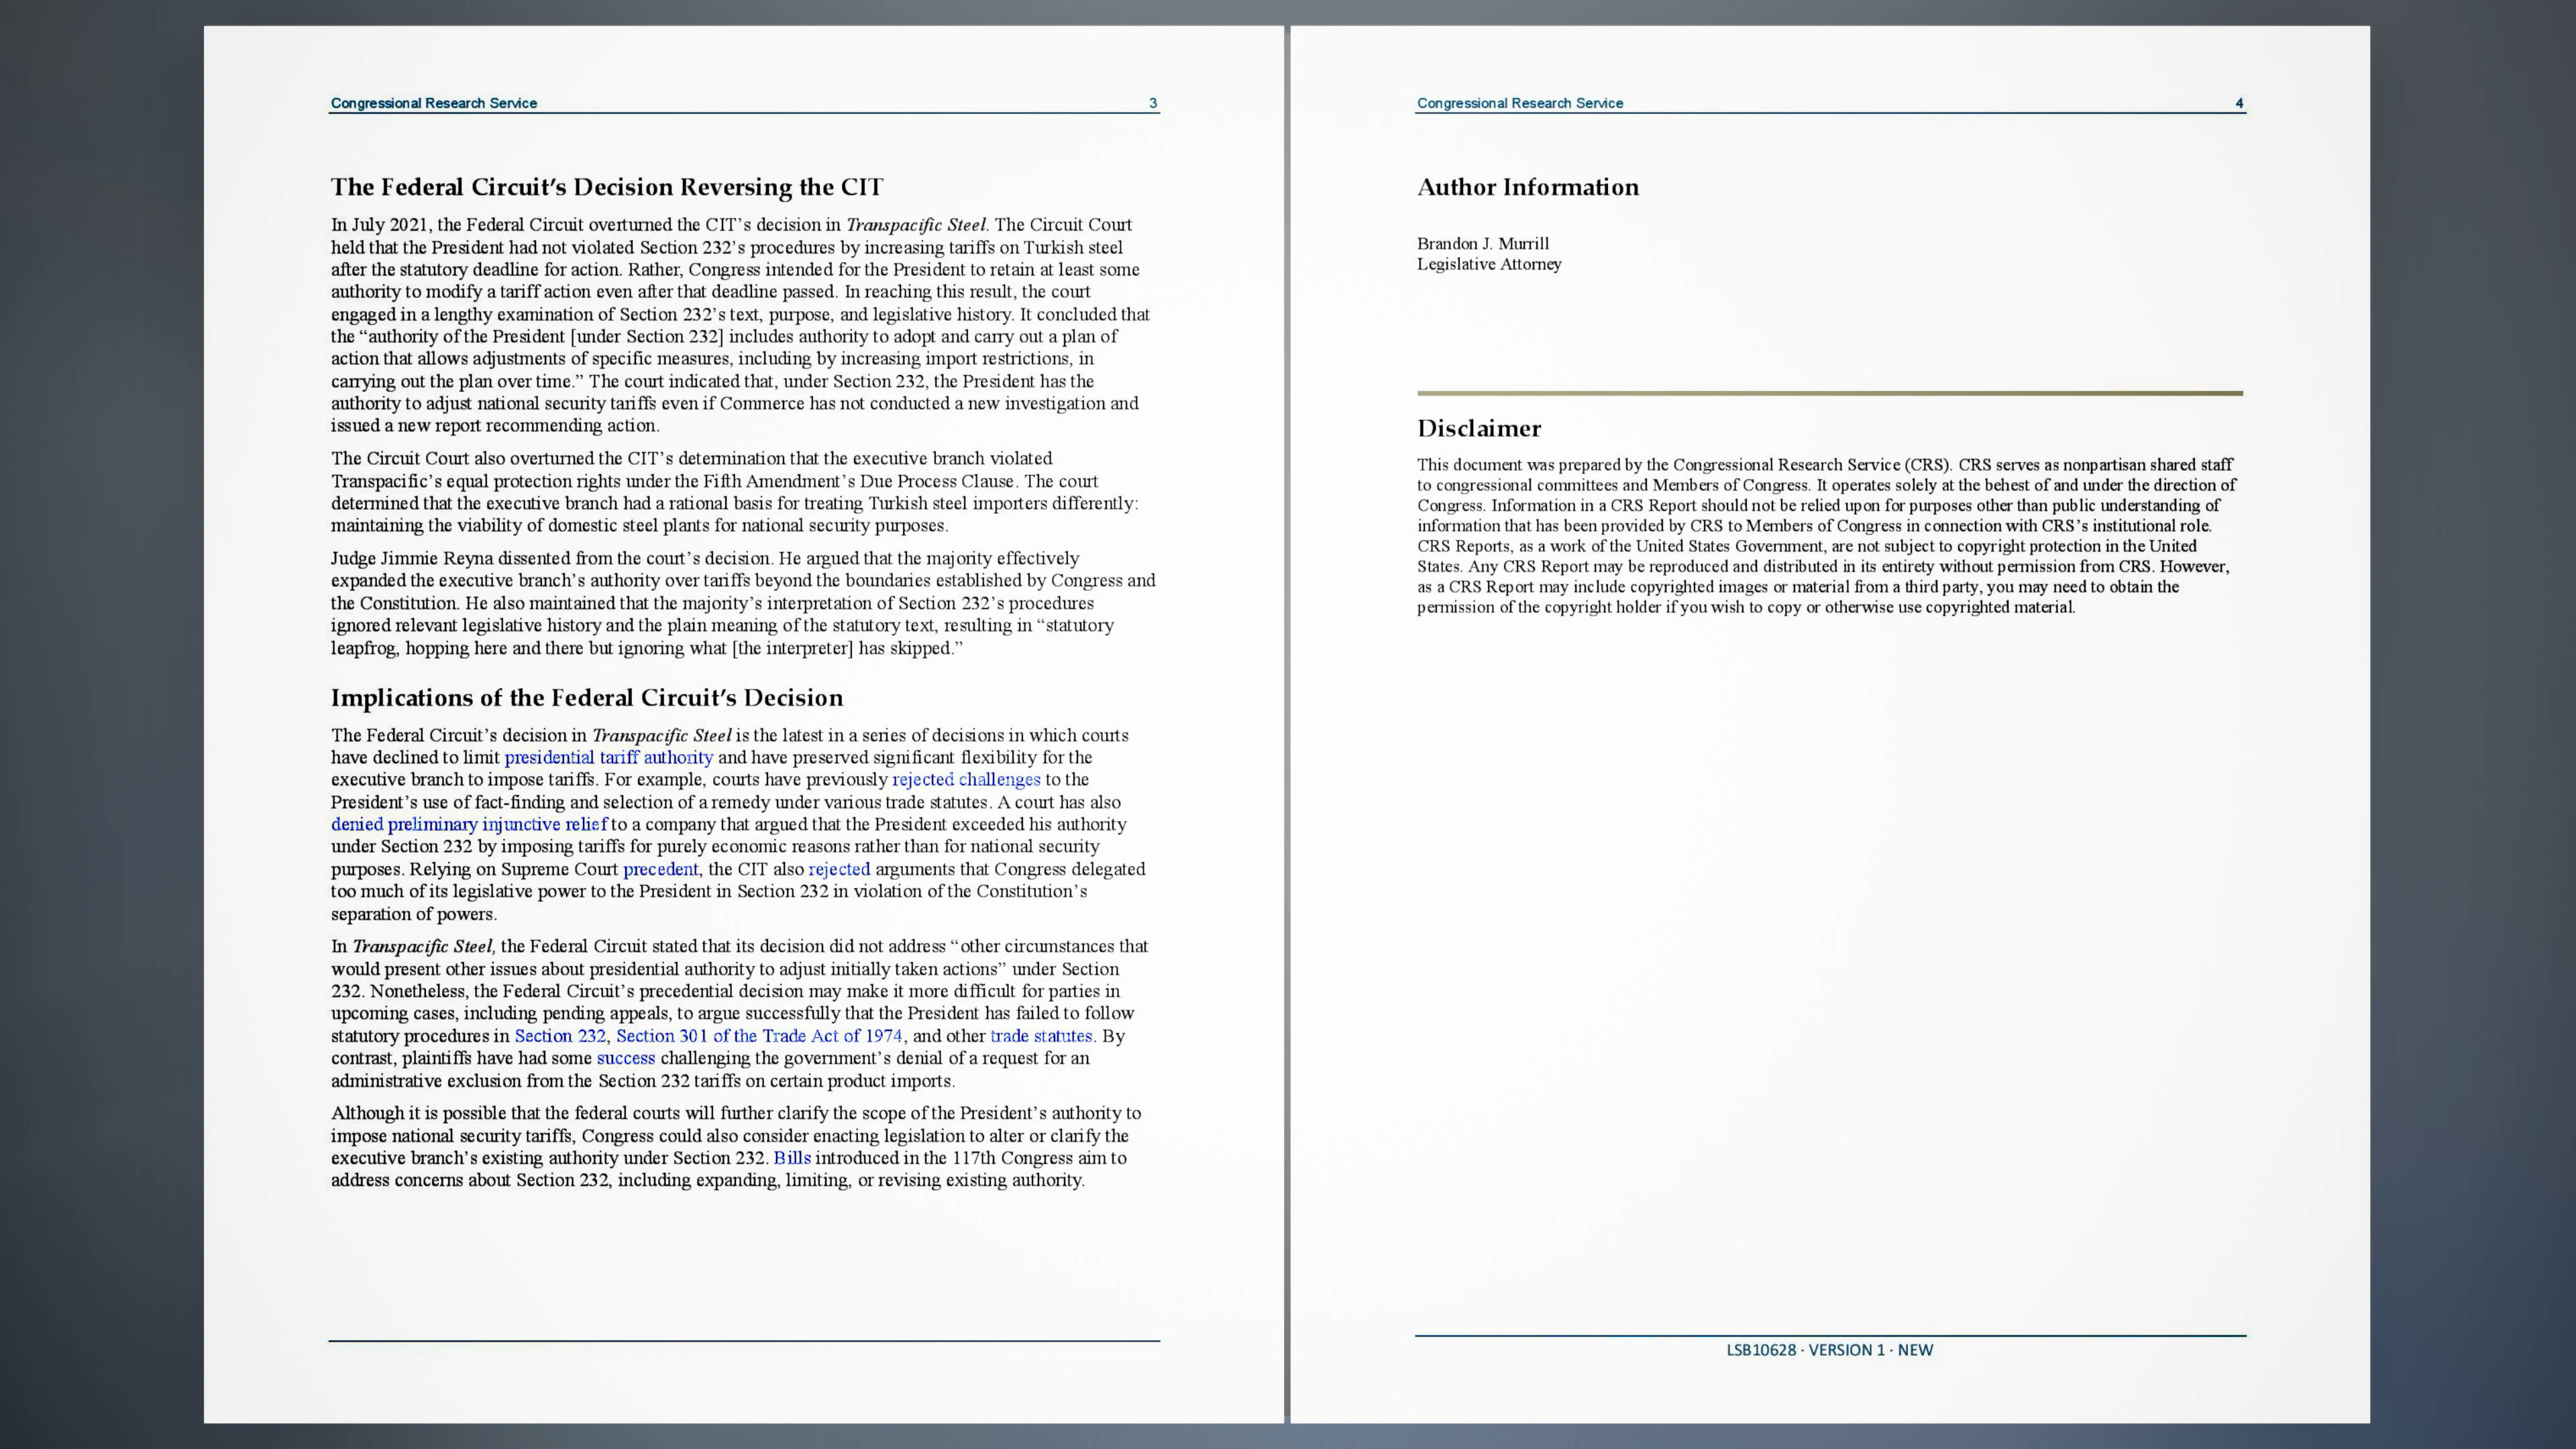 Congressional Research Service 3
The Federal Circuit’s Decision Reversing the CIT
In July 2021, the Federal Circuit overturned the CIT’s decision in Transpacific Steel. The Circuit Court
held that the President had not violated Section 232’s procedures by increasing tariffs on Turkish steel
after the statutory deadline for action. Rather, Congress intended for the President to retain at least some
authority to modify a tariff action even after that deadline passed. In reaching this result, the court
engaged in a lengthy examination of Section 232’s text, purpose, and legislative history. It concluded that
the “authority of the President [under Section 232] includes authority to adopt and carry out a plan of
action that allows adjustments of specific measures, including by increasing import restrictions, in
carrying out the plan over time.” The court indicated that, under Section 232, the President has the
authority to adjust national security tariffs even if Commerce has not conducted a new investigation and
issued a new report recommending action.
The Circuit Court also overturned the CIT’s determination that the executive branch violated
Transpacific’s equal protection rights under the Fifth Amendment’s Due Process Clause. The court
determined that the executive branch had a rational basis for treating Turkish steel importers differently:
maintaining the viability of domestic steel plants for national security purposes.
Judge Jimmie Reyna dissented from the court’s decision. He argued that the majority effectively
expanded the executive branch’s authority over tariffs beyond the boundaries established by Congress and
the Constitution. He also maintained that the majority’s interpretation of Section 232’s procedures
ignored relevant legislative history and the plain meaning of the statutory text, resulting in “statutory
leapfrog, hopping here and there but ignoring what [the interpreter] has skipped.”
Implications of the Federal Circuit’s Decision
The Federal Circuit’s decision in Transpacific Steel is the latest in a series of decisions in which courts
have declined to limit presidential tariff authority and have preserved significant flexibility for the
executive branch to impose tariffs. For example, courts have previously rejected challenges to the
President’s use of fact-finding and selection of a remedy under various trade statutes. A court has also
denied preliminary injunctive relief to a company that argued that the President exceeded his authority
under Section 232 by imposing tariffs for purely economic reasons rather than for national security
purposes. Relying on Supreme Court precedent, the CIT also rejected arguments that Congress delegated
too much of its legislative power to the President in Section 232 in violation of the Constitution’s
separation of powers.
In Transpacific Steel, the Federal Circuit stated that its decision did not address “other circumstances that
would present other issues about presidential authority to adjust initially taken actions” under Section
232. Nonetheless, the Federal Circuit’s precedential decision may make it more difficult for parties in
upcoming cases, including pending appeals, to argue successfully that the President has failed to follow
statutory procedures in Section 232, Section 301 of the Trade Act of 1974, and other trade statutes. By
contrast, plaintiffs have had some success challenging the government’s denial of a request for an
administrative exclusion from the Section 232 tariffs on certain product imports.
Although it is possible that the federal courts will further clarify the scope of the President’s authority to
impose national security tariffs, Congress could also consider enacting legislation to alter or clarify the
executive branch’s existing authority under Section 232. Bills introduced in the 117th Congress aim to
address concerns about Section 232, including expanding, limiting, or revising existing authority.
Congressional Research Service 4
Author Information
Brandon J. Murrill
Legislative Attorney
Disclaimer
This document was prepared by the Congressional Research Service (CRS). CRS serves as nonpartisan shared staff
to congressional committees and Members of Congress. It operates solely at the behest of and under the direction of
Congress. Information in a CRS Report should not be relied upon for purposes other than public understanding of
information that has been provided by CRS to Members of Congress in connection with CRS’s institutional role.
CRS Reports, as a work of the United States Government, are not subject to copyright protection in the United
States. Any CRS Report may be reproduced and distributed in its entirety without permission from CRS. However,
as a CRS Report may include copyrighted images or material from a third party, you may need to obtain the
permission of the copyright holder if you wish to copy or otherwise use copyrighted material.
LSB10628 · VERSION 1 · NEW